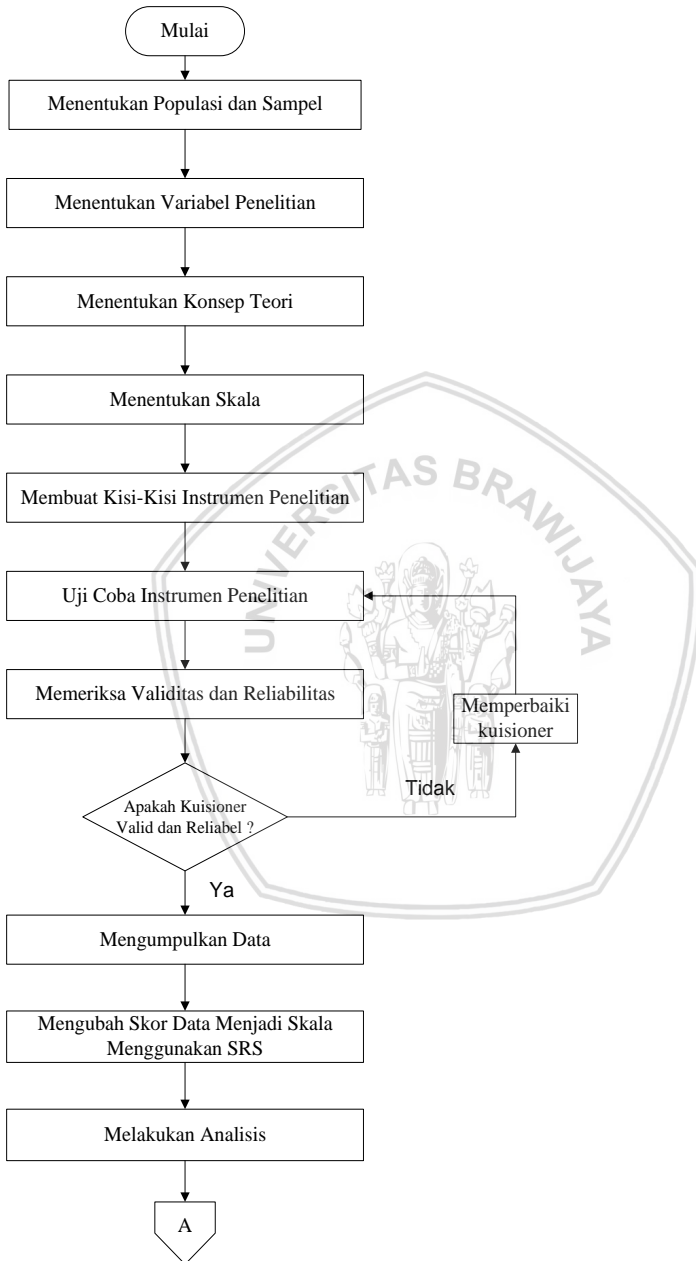 Mulai
Menentukan Populasi dan Sampel
Menentukan Variabel Penelitian
Menentukan Konsep Teori
Menentukan Skala
UNIVERSITAS BRAWIJAYA
Membuat Kisi-Kisi Instrumen Penelitian
Uji Coba Instrumen Penelitian
Memeriksa Validitas dan Reliabilitas
Memperbaiki
kuisioner
Tidak
Apakah Kuisioner
Valid dan Reliabel ?
Ya
Mengumpulkan Data
Mengubah Skor Data Menjadi Skala
Menggunakan SRS
Melakukan Analisis
A